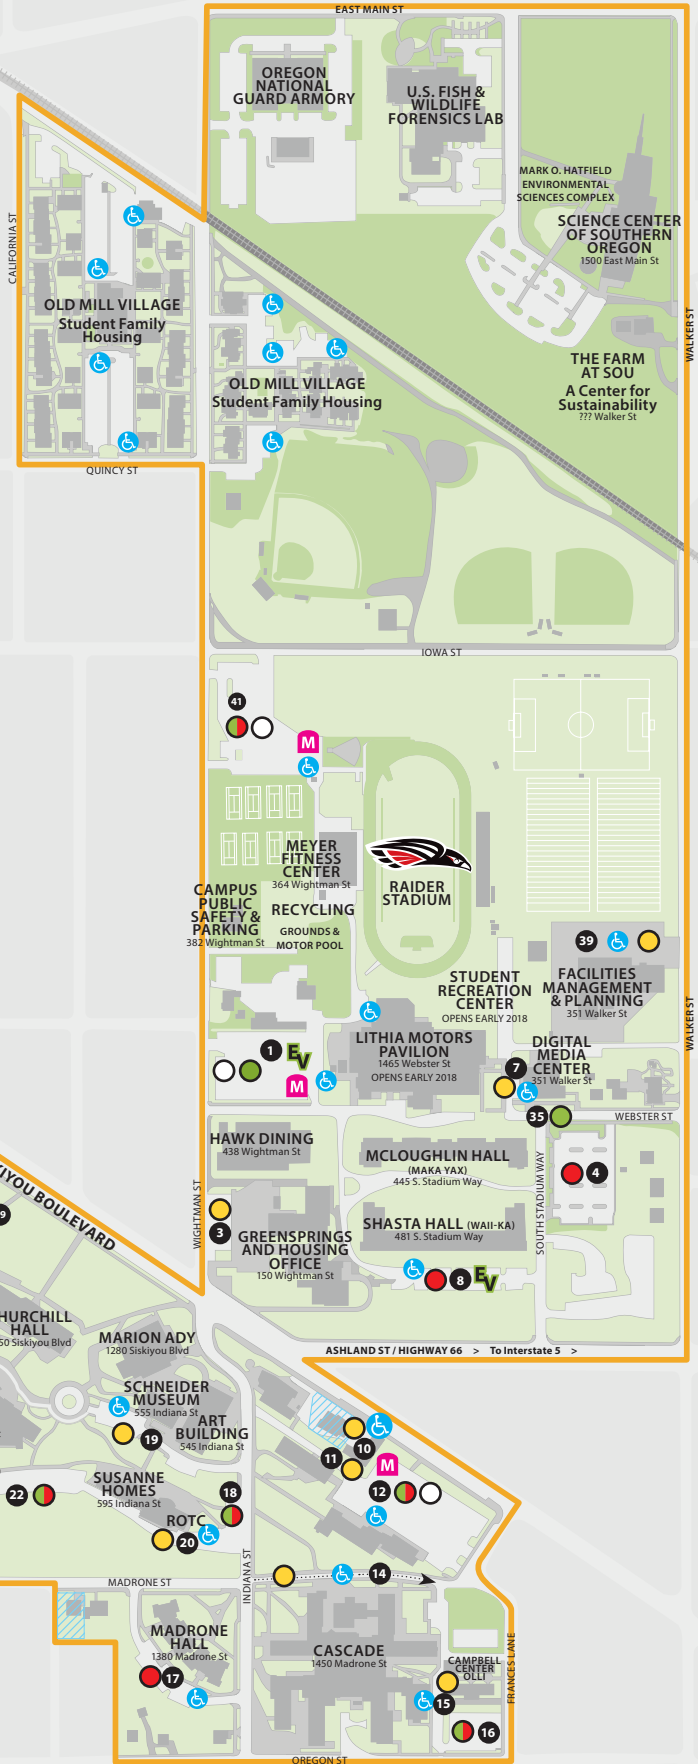 EAST MAIN ST
OREGON
NATIONAL
GUARD ARMORY
U.S. FISH &
WILDLIFE
FORENSICS LAB
MARK O. HATFIELD
ENVIRONMENTAL
SCIENCES COMPLEX
SCIENCE CENTER
OF SOUTHERN
OREGON
1500 East Main St
CALIFORNIA ST
OLD MILL VILLAGE
Student Family
Housing
WALKER ST
THE FARM
AT SOU
A Center for
Sustainability
??? Walker St
OLD MILL VILLAGE
Student Family Housing
QUINCY ST
IOWA ST
41
M
MEYER
FITNESS
CENTER
364 Wightman St
RAIDER
STADIUM
CAMPUS
PUBLIC
SAFETY &
PARKING
382 Wightman St
RECYCLING
GROUNDS &
MOTOR POOL
39
FACILITIES
MANAGEMENT
& PLANNING
351 Walker St
STUDENT
RECREATION
CENTER
OPENS EARLY 2018
WALKER ST
LITHIA MOTORS
PAVILION
1465 Webster St
OPENS EARLY 2018
DIGITAL
MEDIA
CENTER
351 Walker St
1
EV
M
7
35
WEBSTER ST
HAWK DINING
438 Wightman St
MCLOUGHLIN HALL
(MAKA YAX)
445 S. Stadium Way
4
SOUTH STADIUM WAY
KIYOU BOULEVARD
9
WIGHTMAN ST
3
GREENSPRINGS
AND HOUSING
OFFICE
150 Wightman St
SHASTA HALL (WAII-KA)
481 S. Stadium Way
8
EV
HURCHILL
HALL
50 Siskiyou Blvd
MARION ADY
1280 Siskiyou Blvd
ASHLAND ST / HIGHWAY 66 > To Interstate 5 >
SCHNEIDER
MUSEUM
555 Indiana St
19
ART
BUILDING
545 Indiana St
10
11
M
12
SUSANNE
HOMES
595 Indiana St
22
18
ROTC
20
INDIANA ST
14
MADRONE ST
MADRONE
HALL
1380 Madrone St
17
CASCADE
1450 Madrone St
CAMPBELL
CENTER
OLLI
15
16
FRANCES LANE
OREGON ST